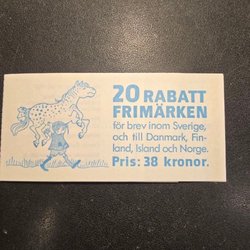 20 RABATT
FRIMÄRKEN
för brev inom Sverige,
och till Danmark, Fin-
land, Island och Norge.
Pris: 38 kronor.